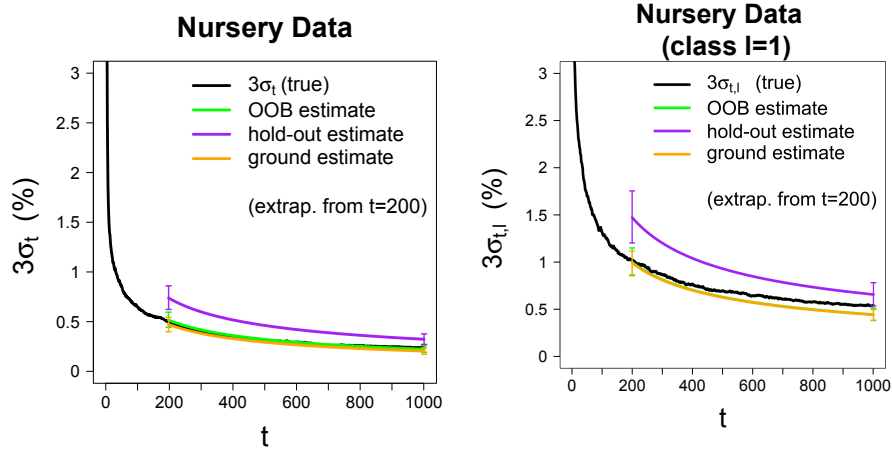 Nursery Data
3σt (%)
3
2.5
2
1.5
1
0.5
0
3σt (true)
OOB estimate
hold-out estimate
ground estimate
(extrap. from t=200)
0 200 400 600 800 1000
t
Nursery Data
(class l=1)
3σt,l (%)
3
2.5
2
1.5
1
0.5
0
3σt,l (true)
OOB estimate
hold-out estimate
ground estimate
(extrap. from t=200)
0 200 400 600 800 1000
t